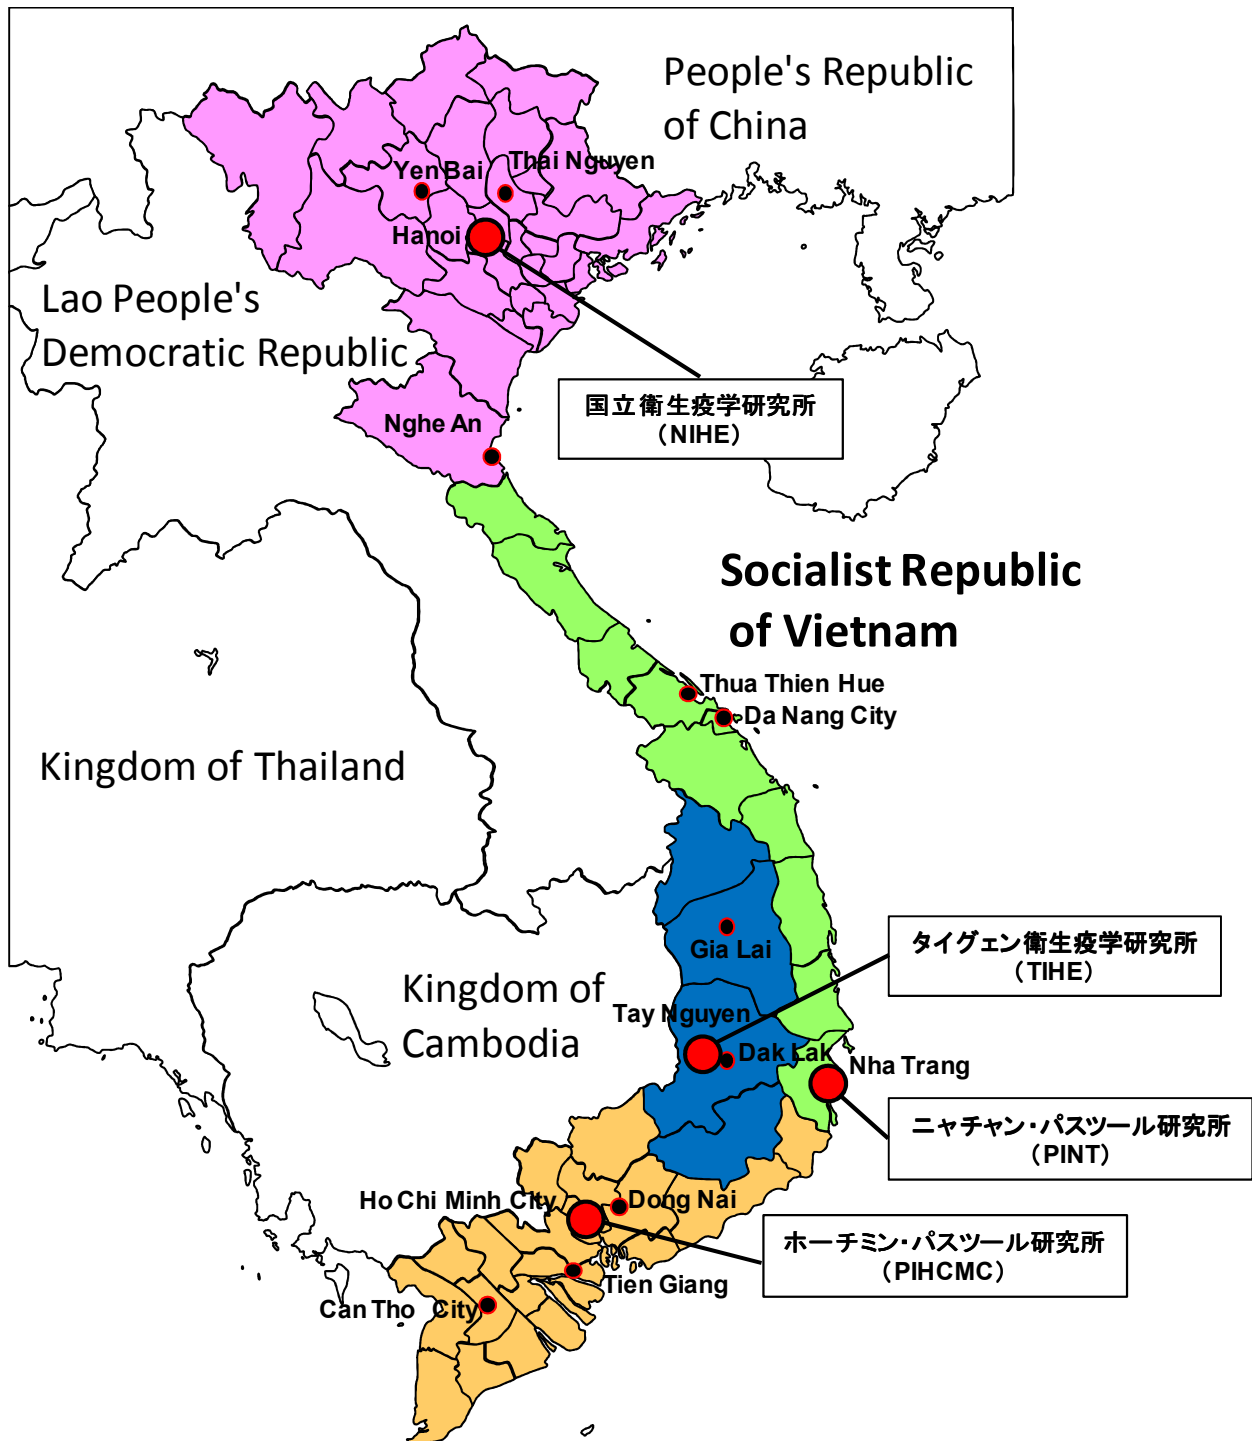 People's Republic
of China
Yen Bai
Thai Nguyen
Hanoi
Lao People's
Democratic Republic
国立衛生疫学研究所
（NIHE）
Nghe An
Socialist Republic
of Vietnam
Thua Thien Hue
Da Nang City
Kingdom of Thailand
Gia Lai
タイグェン衛生疫学研究所
（TIHE）
Kingdom of
Cambodia
Tay Nguyen
Dak Lak
Nha Trang
ニャチャン・パスツール研究所
（PINT）
Ho Chi Minh City
Dong Nai
ホーチミン・パスツール研究所
（PIHCMC）
Tien Giang
Can Tho City